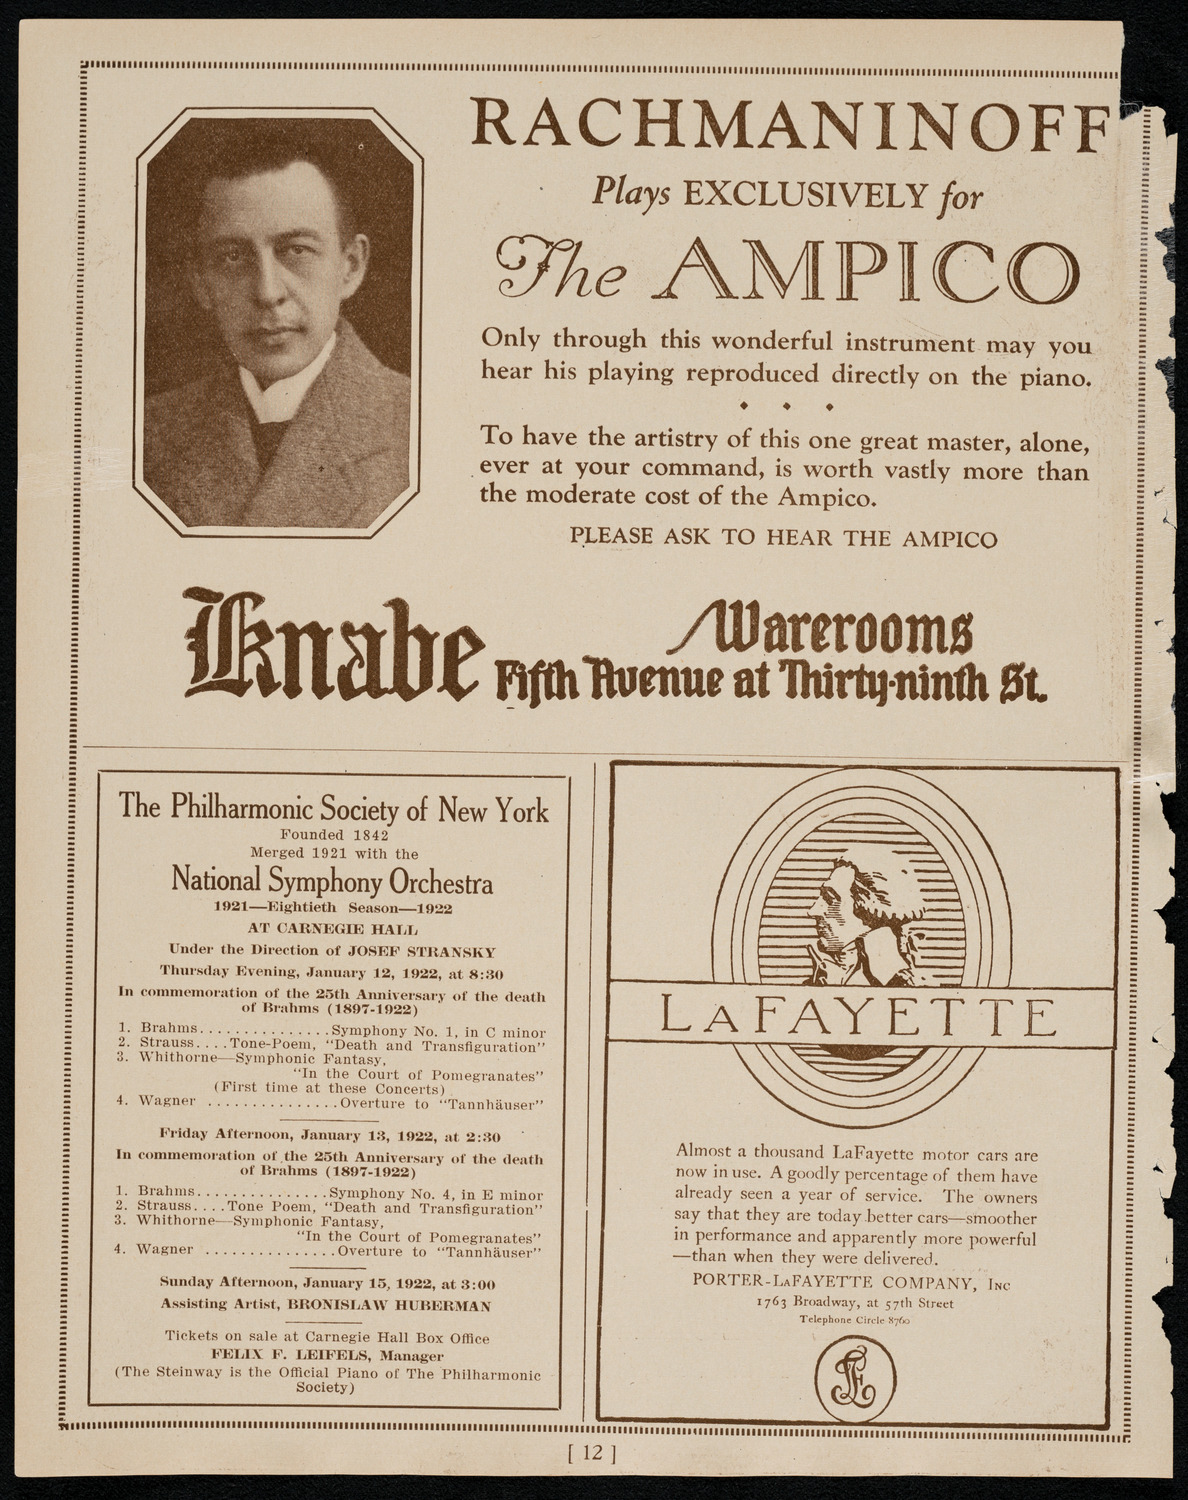 RACHMANINOFF
Plays EXCLUSIVELY for
The AMPICO
Only through this wonderful instrument may you
hear his playing reproduced directly on the piano.
To have the artistry of this one great master, alone,
ever at your command, is worth vastly more than
the moderate cost of the Ampico.
PLEASE ASK TO HEAR THE AMPICO
Knabe
Warerooms
Fifth Avenue at Thirty-ninth St.
The Philharmonic Society of New York
Founded 1842
Merged 1921 with the
National Symphony Orchestra
1921—Eightieth Season—1922
AT CARNEGIE HALL
Under the Direction of JOSEF STRANSKY
Thursday Evening, January 12, 1922, at 8:30
In commemoration of the 25th Anniversary of the death
of Brahms (1897-1922)
1. Brahms...............Symphony No. 1, in C minor
2. Strauss....Tone-Poem, "Death and Transfiguration"
3. Whithorne—Symphonic Fantasy,
"In the Court of Pomegranates"
(First time at these Concerts)
4. Wagner ...............Overture to "Tannhäuser"
Friday Afternoon, January 13, 1922, at 2:30
In commemoration of the 25th Anniversary of the death
of Brahms (1897-1922)
1. Brahms...............Symphony No. 4, in E minor
2. Strauss....Tone Poem, "Death and Transfiguration"
3. Whithorne—Symphonic Fantasy,
"In the Court of Pomegranates"
4. Wagner ...............Overture to "Tannhäuser"
Sunday Afternoon, January 15, 1922, at 3:00
Assisting Artist, BRONISLAW HUBERMAN
Tickets on sale at Carnegie Hall Box Office
FELIX F. LEIFELS, Manager
(The Steinway is the Official Piano of The Philharmonic
Society)
LAFAYETTE
Almost a thousand LaFayette motor cars are
now in use. A goodly percentage of them have
already seen a year of service. The owners
say that they are today better cars—smoother
in performance and apparently more powerful
—than when they were delivered.
PORTER-LAFAYETTE COMPANY, INC
1763 Broadway, at 57th Street
Telephone Circle 8760
[ 12 ]